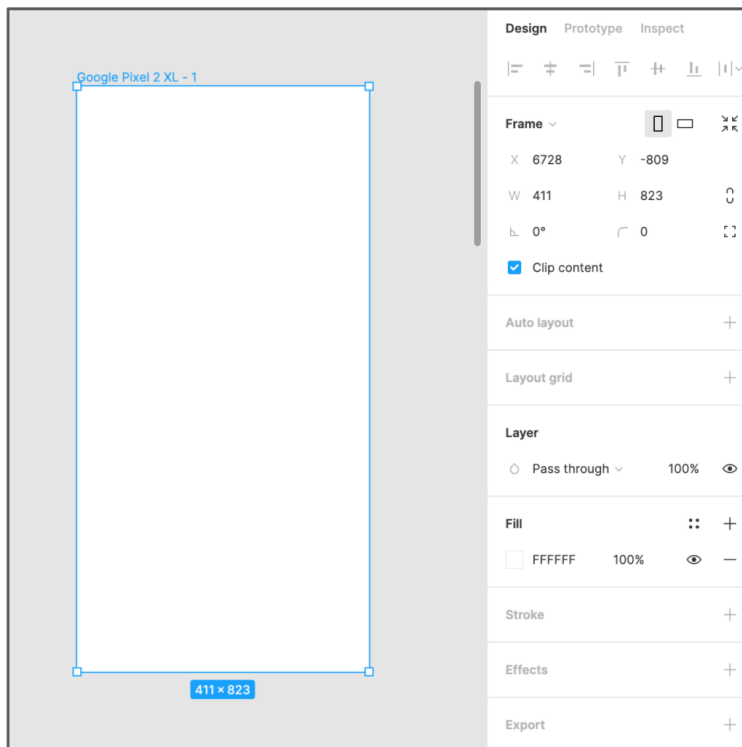 Design Prototype Inspect
Google Pixel 2 XL - 1
Frame
X 6728 Y -809
W 411 H 823
0° 0
Clip content
Auto layout
Layout grid
Layer
Pass through 100%
Fill
FFFFFF 100%
Stroke
Effects
411 × 823
Export